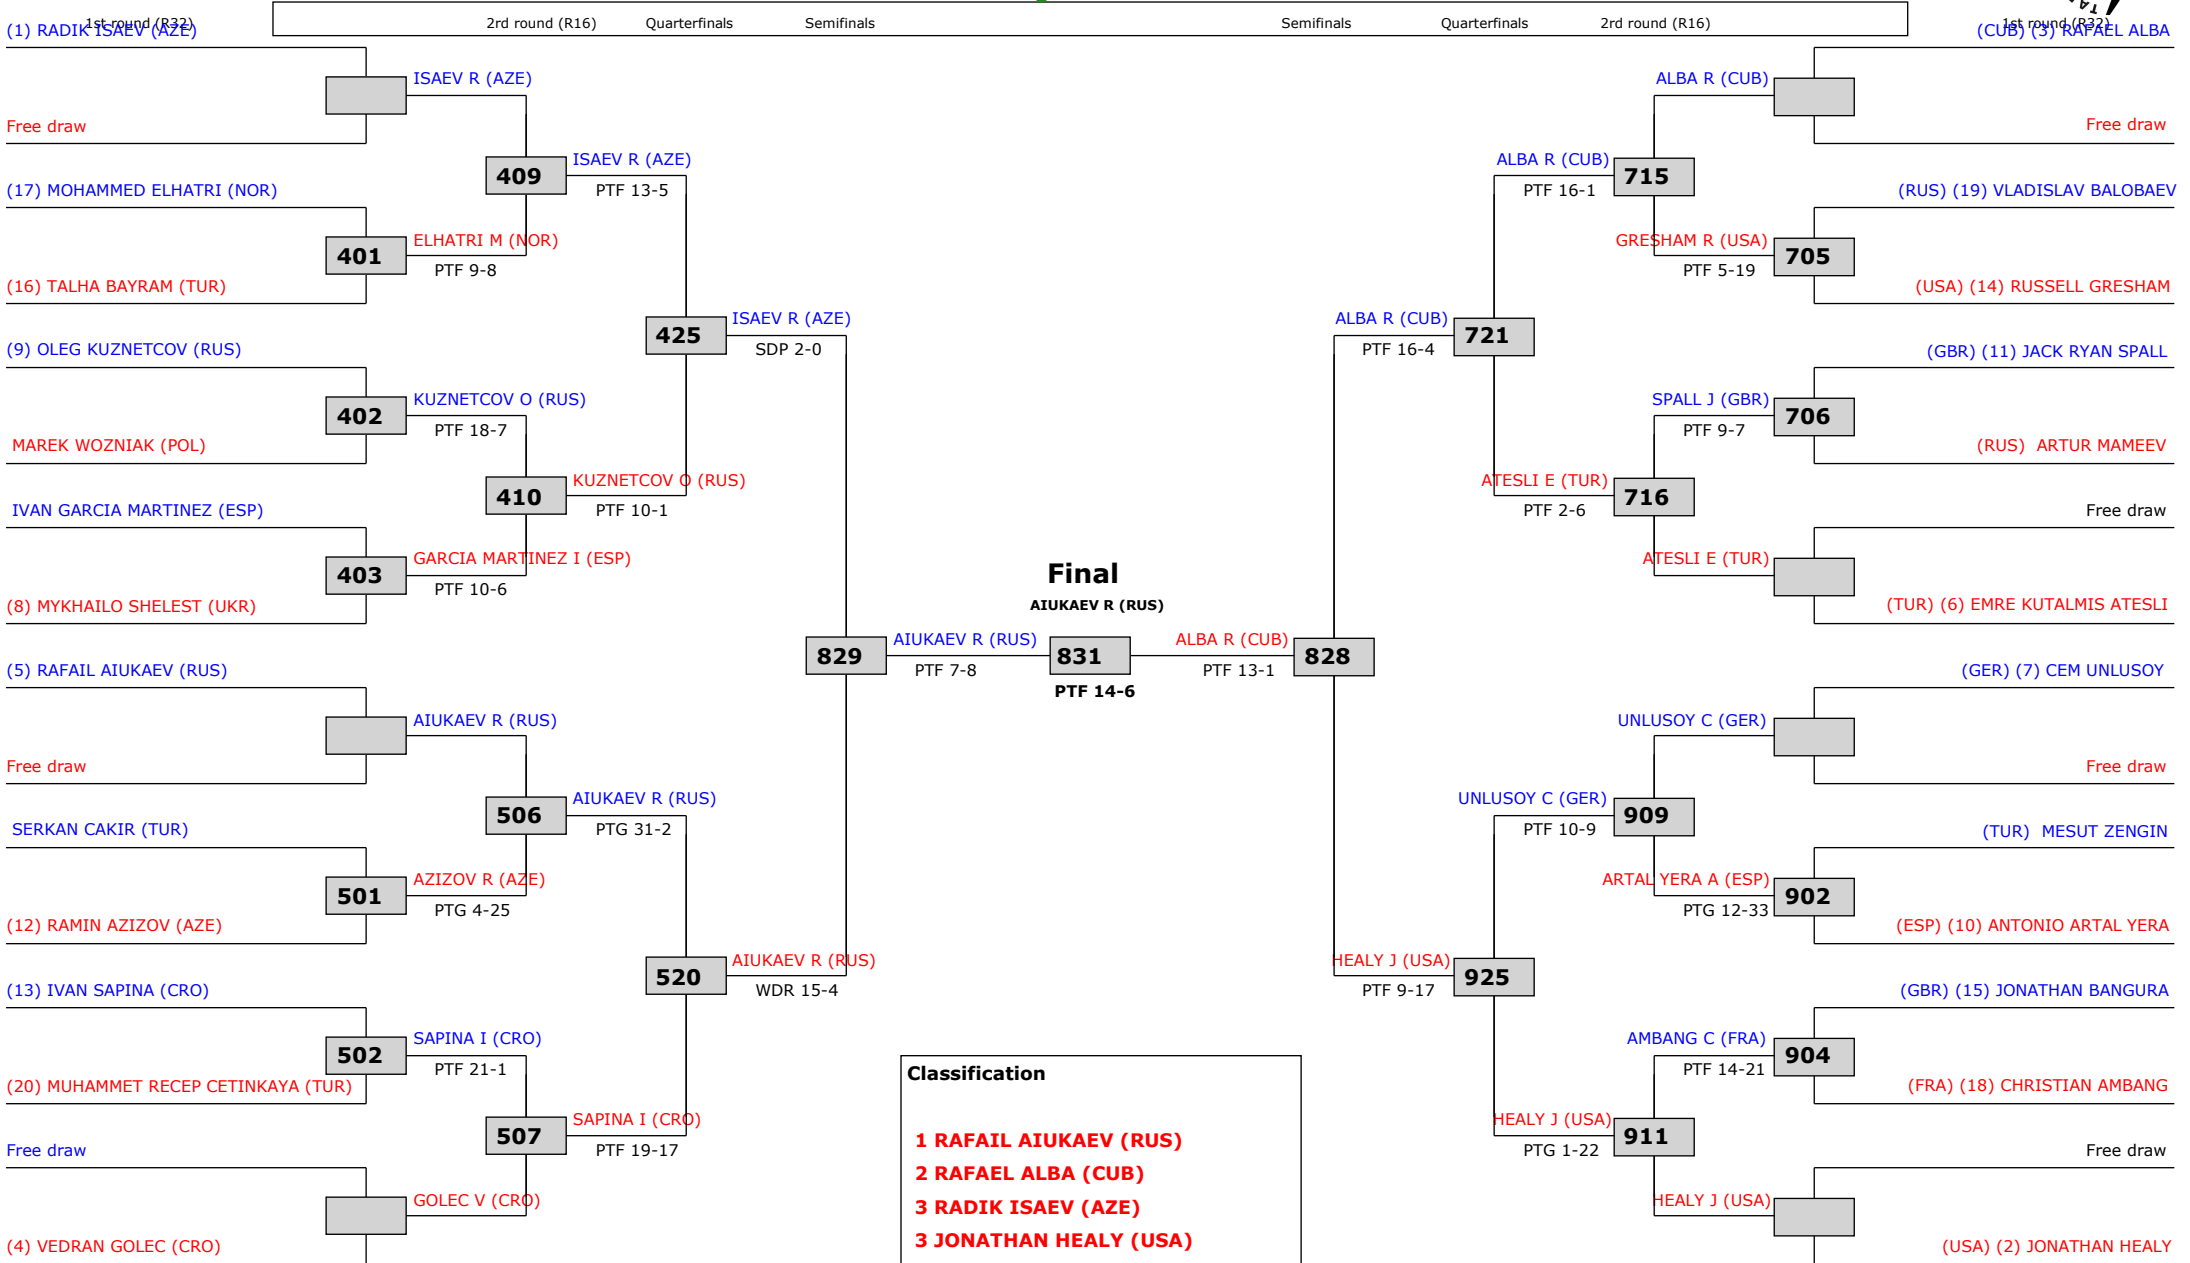 1st round (R32)
2rd round (R16)
Quarterfinals
Semifinals
Semifinals
Quarterfinals
2rd round (R16)
1st round (R32)
(1) RADIK ISAEV (AZE)
Free draw
(17) MOHAMMED ELHATRI (NOR)
(16) TALHA BAYRAM (TUR)
(9) OLEG KUZNETCOV (RUS)
MAREK WOZNIAK (POL)
IVAN GARCIA MARTINEZ (ESP)
(8) MYKHAILO SHELEST (UKR)
(5) RAFAIL AIUKAEV (RUS)
Free draw
SERKAN CAKIR (TUR)
(12) RAMIN AZIZOV (AZE)
(13) IVAN SAPINA (CRO)
(20) MUHAMMET RECEP CETINKAYA (TUR)
Free draw
(4) VEDRAN GOLEC (CRO)
ISAEV R (AZE)
401
ELHATRI M (NOR)
PTF 9-8
402
KUZNETCOV O (RUS)
PTF 18-7
403
GARCIA MARTINEZ I (ESP)
PTF 10-6
AIUKAEV R (RUS)
501
AZIZOV R (AZE)
PTG 4-25
502
SAPINA I (CRO)
PTF 21-1
GOLEC V (CRO)
409
ISAEV R (AZE)
PTF 13-5
410
KUZNETCOV O (RUS)
PTF 10-1
506
AIUKAEV R (RUS)
PTG 31-2
507
SAPINA I (CRO)
PTF 19-17
425
ISAEV R (AZE)
SDP 2-0
520
AIUKAEV R (RUS)
WDR 15-4
829
AIUKAEV R (RUS)
PTF 7-8
Final
AIUKAEV R (RUS)
831
PTF 14-6
ALBA R (CUB)
PTF 13-1
828
ALBA R (CUB)
PTF 16-4
721
HEALY J (USA)
PTF 9-17
925
ALBA R (CUB)
PTF 16-1
715
ATESLI E (TUR)
PTF 2-6
716
UNLUSOY C (GER)
PTF 10-9
909
HEALY J (USA)
PTG 1-22
911
ALBA R (CUB)
GRESHAM R (USA)
PTF 5-19
705
SPALL J (GBR)
PTF 9-7
706
ATESLI E (TUR)
UNLUSOY C (GER)
ARTAL YERA A (ESP)
PTG 12-33
902
AMBANG C (FRA)
PTF 14-21
904
HEALY J (USA)
(CUB) (3) RAFAEL ALBA
Free draw
(RUS) (19) VLADISLAV BALOBAEV
(USA) (14) RUSSELL GRESHAM
(GBR) (11) JACK RYAN SPALL
(RUS) ARTUR MAMEEV
Free draw
(TUR) (6) EMRE KUTALMIS ATESLI
(GER) (7) CEM UNLUSOY
Free draw
(TUR) MESUT ZENGIN
(ESP) (10) ANTONIO ARTAL YERA
(GBR) (15) JONATHAN BANGURA
(FRA) (18) CHRISTIAN AMBANG
Free draw
(USA) (2) JONATHAN HEALY
Classification
1 RAFAIL AIUKAEV (RUS)
2 RAFAEL ALBA (CUB)
3 RADIK ISAEV (AZE)
3 JONATHAN HEALY (USA)